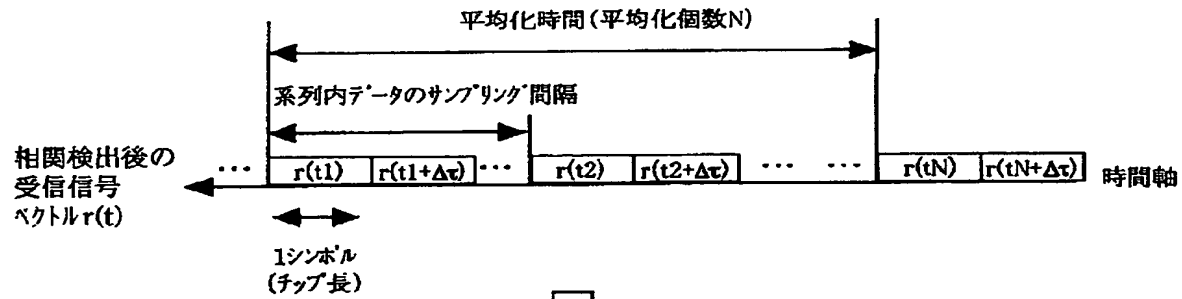 平均化時間(平均化個数N)
系列内データのサンプリング間隔
相関検出後の
受信信号
ベクトルr(t)
… r(t1) r(t1+Δτ) … r(t2) r(t2+Δτ) … … r(tN) r(tN+Δτ) 時間軸
1シンボル
(チップ長)